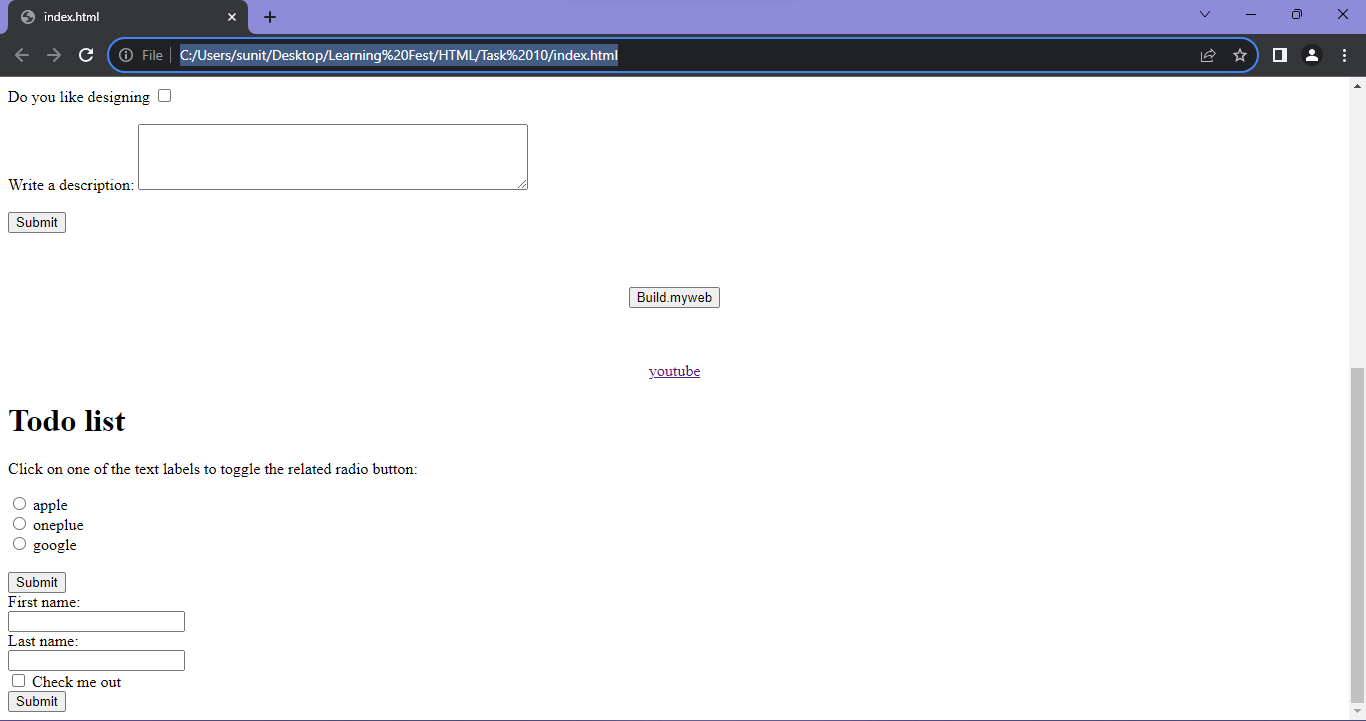 index.html
File C:/Users/sunit/Desktop/Learning%20Fest/HTML/Task%2010/index.html
Do you like designing
Write a description:
Submit
Build.myweb
youtube
Todo list
Click on one of the text labels to toggle the related radio button:
apple
oneplue
google
Submit
First name:
Last name:
Check me out
Submit